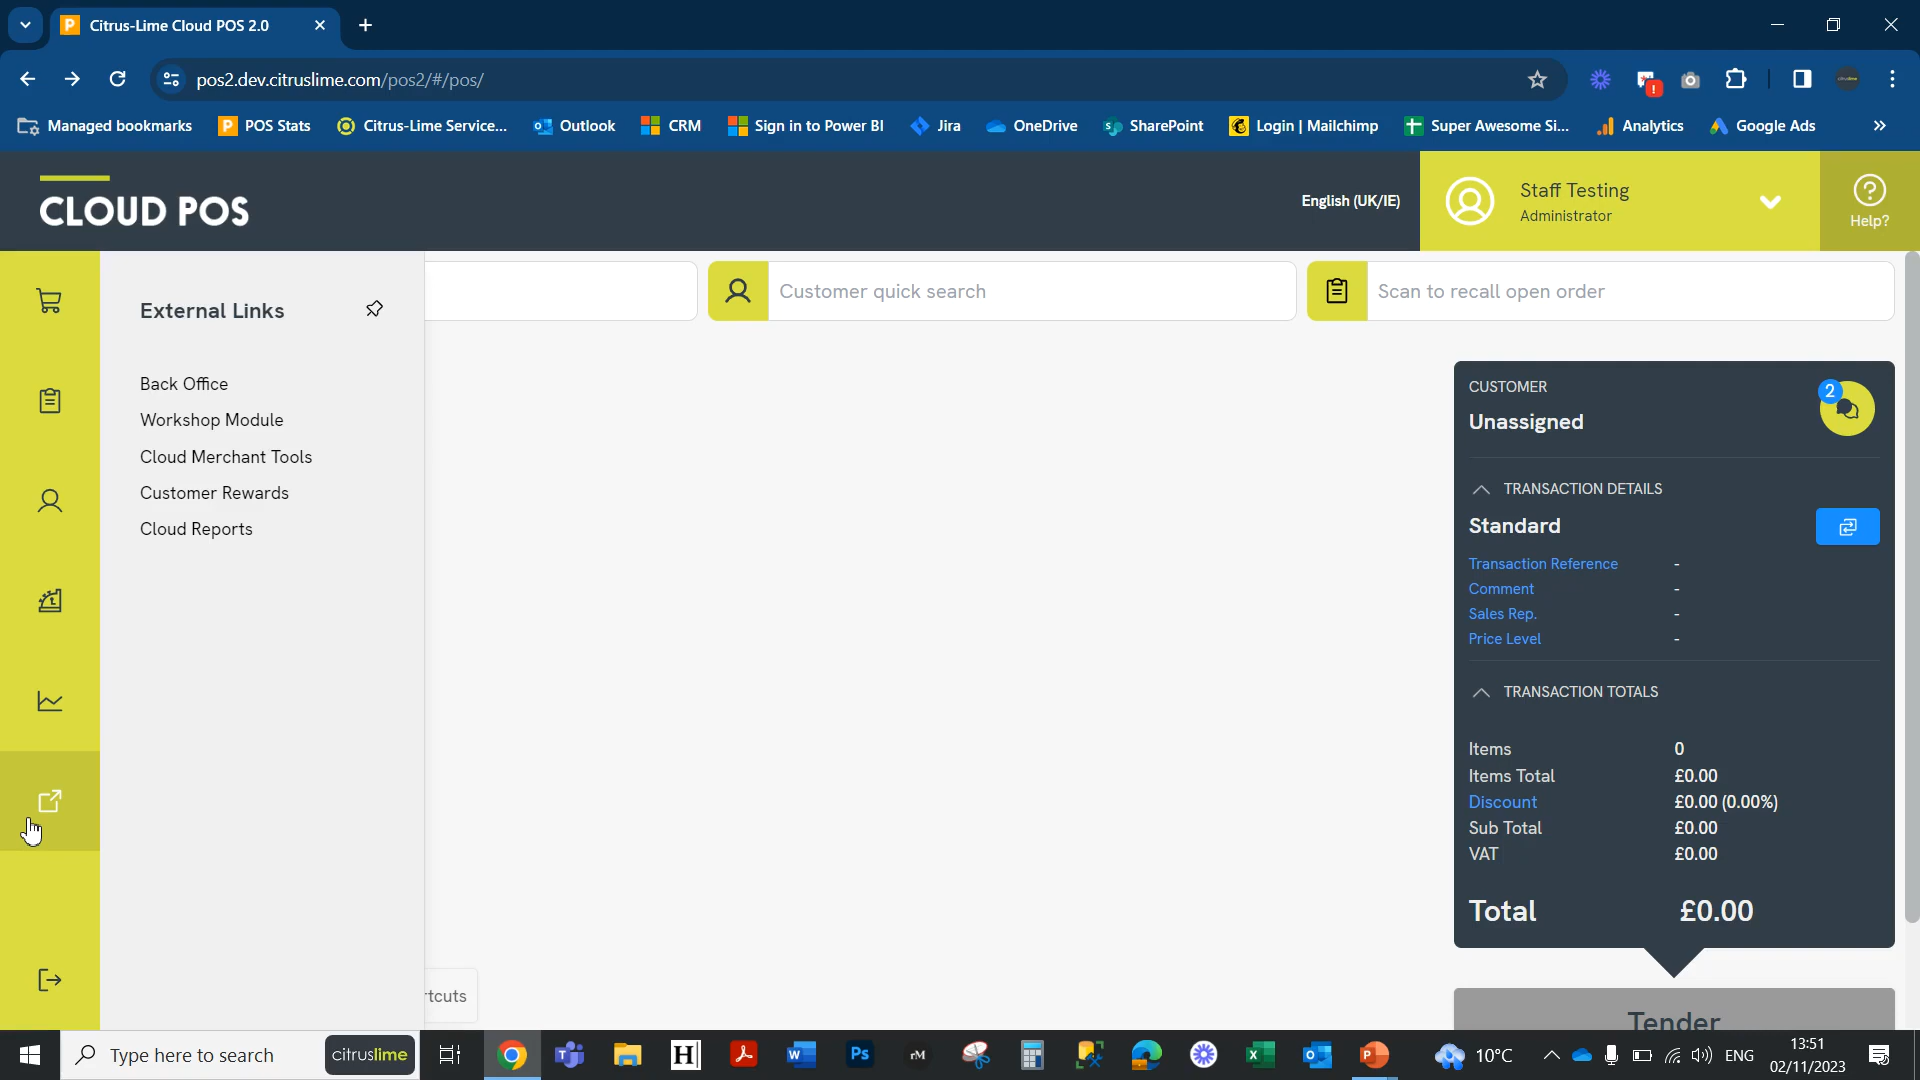 Citrus-Lime Cloud POS 2.0
pos2.dev.citruslime.com/pos2/#/pos/
Managed bookmarks
POS Stats
Citrus-Lime Service...
Outlook
CRM
Sign in to Power BI
Jira
OneDrive
SharePoint
Login | Mailchimp
Super Awesome Si...
Analytics
Google Ads
CLOUD POS
English (UK/IE)
Staff Testing
Administrator
Help?
External Links
Customer quick search
Scan to recall open order
Back Office
Workshop Module
Cloud Merchant Tools
Customer Rewards
Cloud Reports
CUSTOMER
Unassigned
2
TRANSACTION DETAILS
Standard
Transaction Reference -
Comment -
Sales Rep. -
Price Level -
TRANSACTION TOTALS
Items 0
Items Total £0.00
Discount £0.00 (0.00%)
Sub Total £0.00
VAT £0.00
Total £0.00
rtcuts
Tender
Type here to search
citruslime
H
Ps
rM
10°C
ENG
13:51
02/11/2023